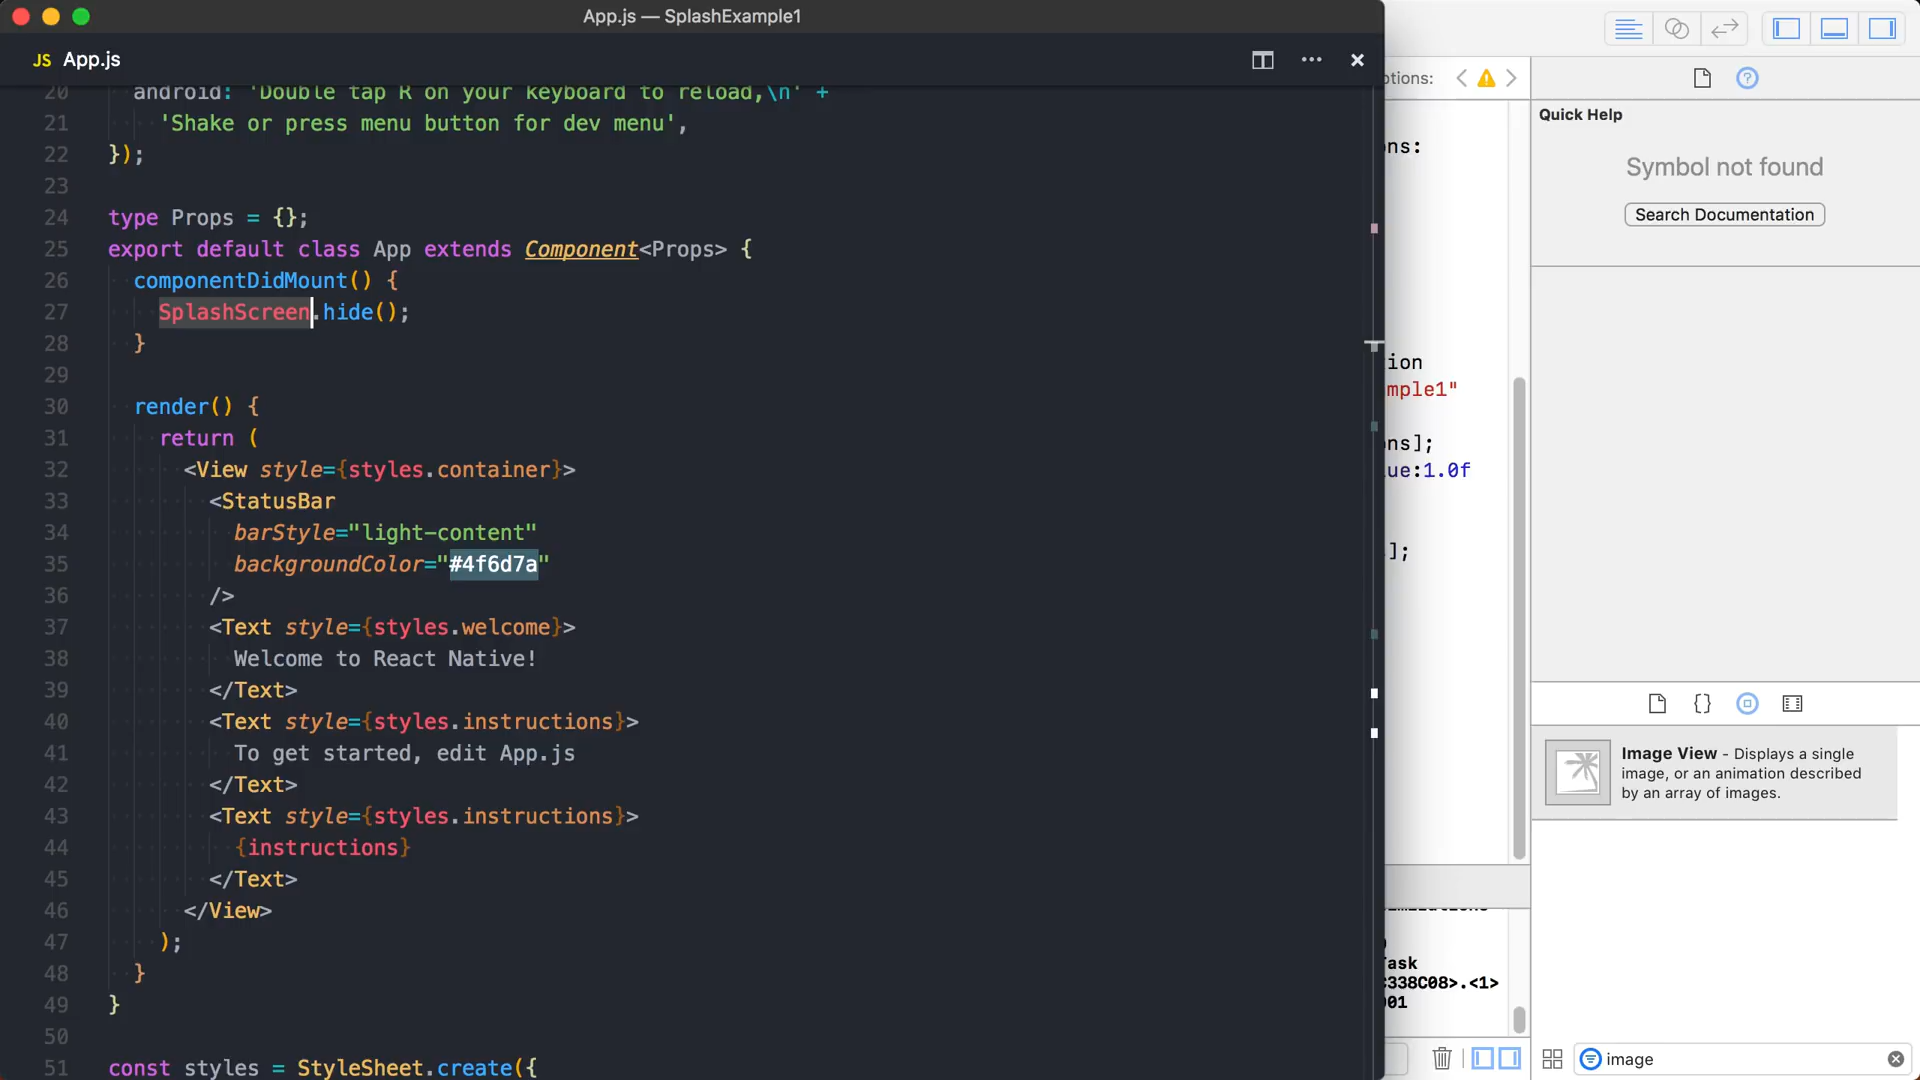 App.js — SplashExample1
JS App.js
20 android: 'Double tap R on your keyboard to reload,\n' +
21 'Shake or press menu button for dev menu',
22 });
23
24 type Props = {};
25 export default class App extends Component<Props> {
26 componentDidMount() {
27 SplashScreen.hide();
28 }
29
30 render() {
31 return (
32 <View style={styles.container}>
33 <StatusBar
34 barStyle="light-content"
35 backgroundColor="#4f6d7a"
36 />
37 <Text style={styles.welcome}>
38 Welcome to React Native!
39 </Text>
40 <Text style={styles.instructions}>
41 To get started, edit App.js
42 </Text>
43 <Text style={styles.instructions}>
44 {instructions}
45 </Text>
46 </View>
47 );
48 }
49 }
50
51 const styles = StyleSheet.create({
ptions:
ns:
ion
mple1"
ns];
ue:1.0f
];
ask
338C08>.<1>
01
Quick Help
Symbol not found
Search Documentation
Image View - Displays a single
image, or an animation described
by an array of images.
image